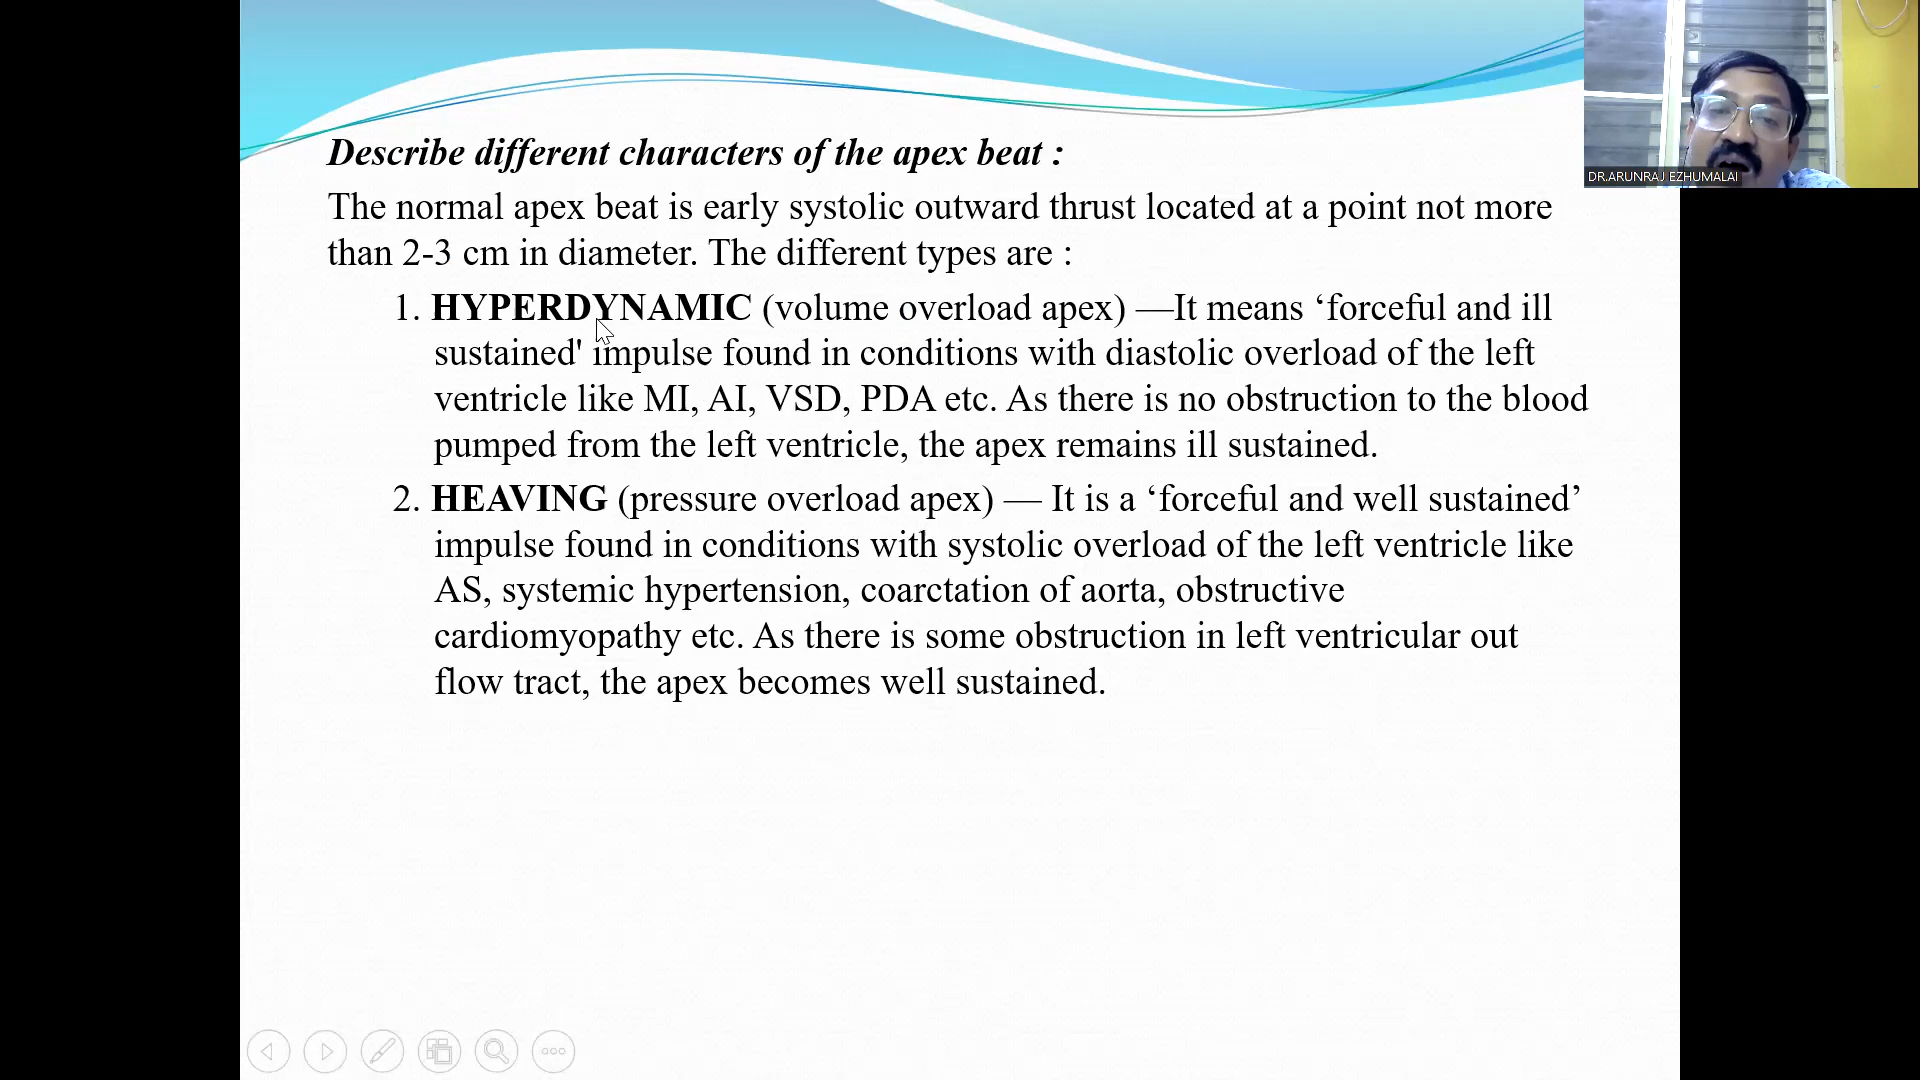 Describe different characters of the apex beat :
The normal apex beat is early systolic outward thrust located at a point not more
than 2-3 cm in diameter. The different types are :
1. HYPERDYNAMIC (volume overload apex) —It means ‘forceful and ill
sustained' impulse found in conditions with diastolic overload of the left
ventricle like MI, AI, VSD, PDA etc. As there is no obstruction to the blood
pumped from the left ventricle, the apex remains ill sustained.
2. HEAVING (pressure overload apex) — It is a ‘forceful and well sustained’
impulse found in conditions with systolic overload of the left ventricle like
AS, systemic hypertension, coarctation of aorta, obstructive
cardiomyopathy etc. As there is some obstruction in left ventricular out
flow tract, the apex becomes well sustained.
DR.ARUNRAJ EZHUMALAI